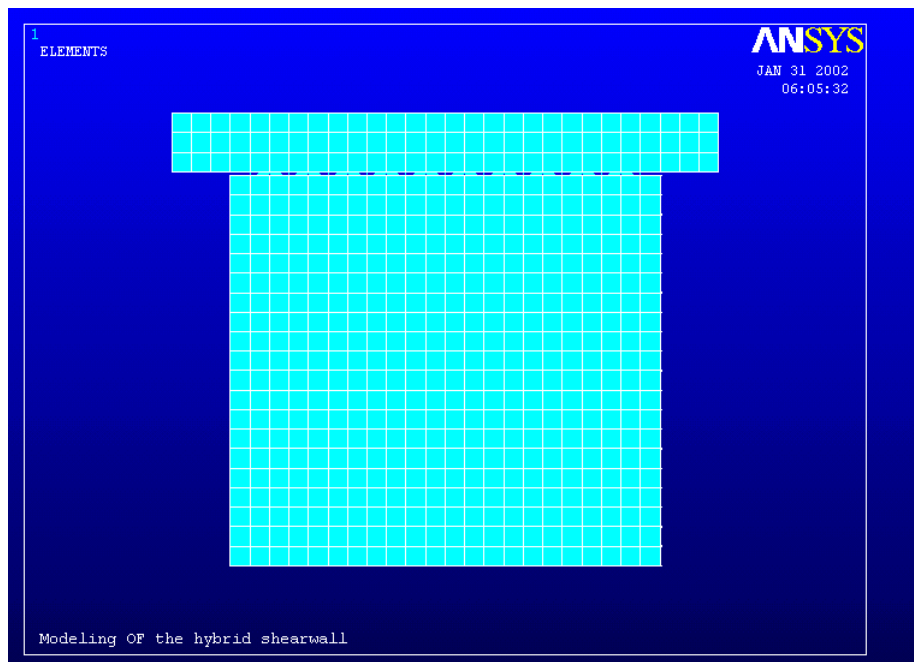 1
ELEMENTS
ANSYS
JAN 31 2002
06:05:32
Modeling OF the hybrid shearwall